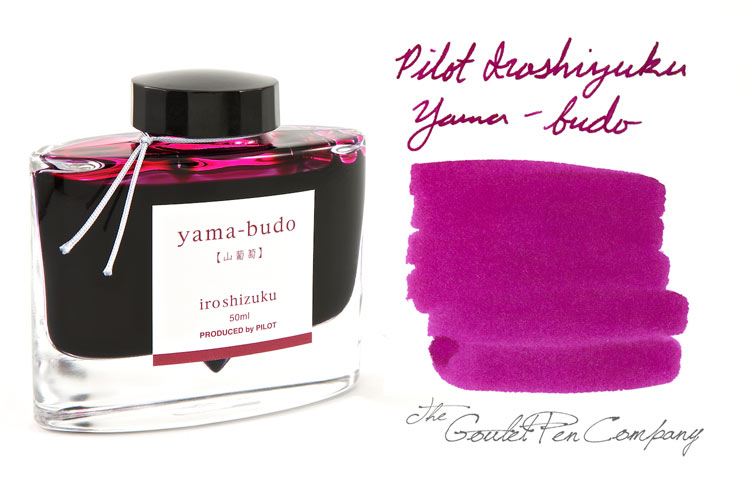 yama-budo
【山葡萄】
iroshizuku
50ml
PRODUCED by PILOT
Pilot Iroshizuku
Yama-budo
The
Goulet Pen Company